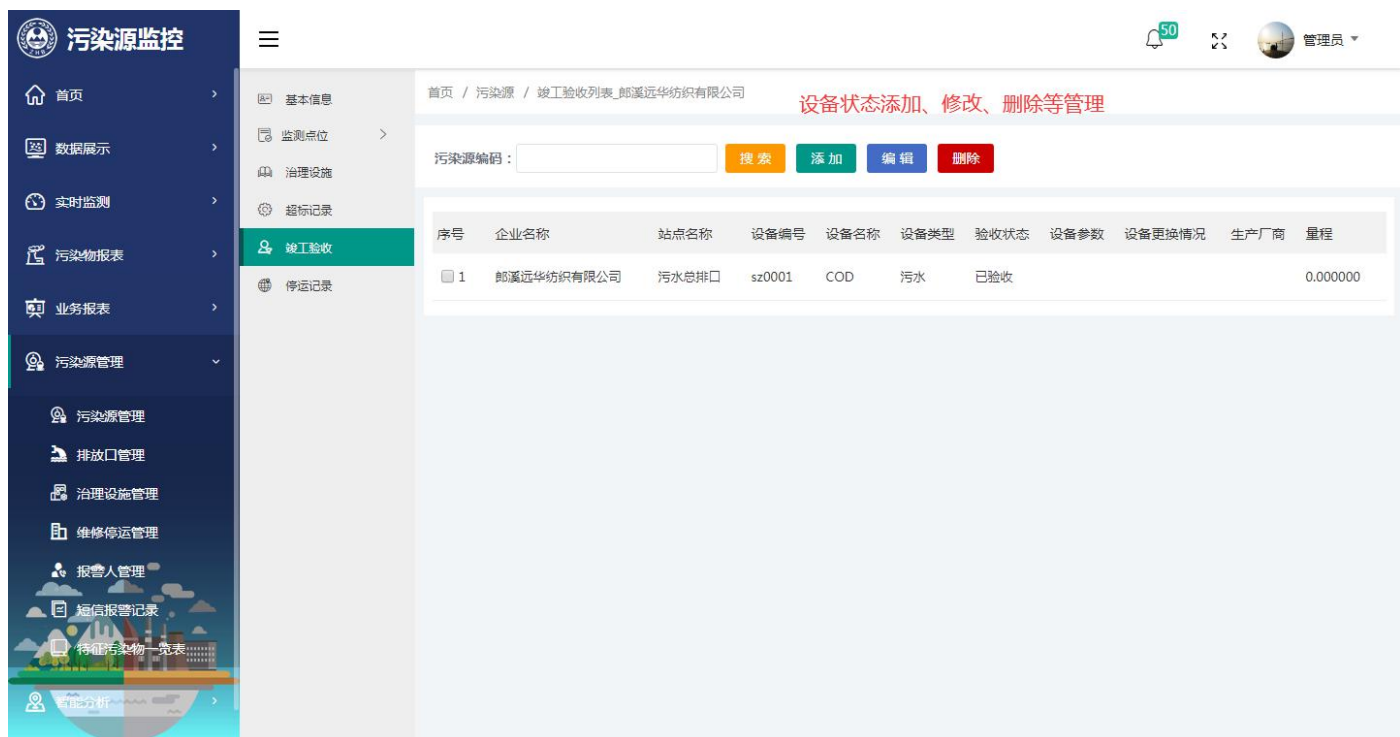 污染源监控
50
管理员
首页
数据展示
实时监测
污染物报表
业务报表
污染源管理
污染源管理
排放口管理
治理设施管理
维修停运管理
报警人管理
短信报警记录
特征污染物一览表
智能分析
基本信息
监测点位
治理设施
超标记录
竣工验收
停运记录
首页 / 污染源 / 竣工验收列表_郎溪远华纺织有限公司
设备状态添加、修改、删除等管理
污染源编码： 搜索 添加 编辑 删除
序号 企业名称 站点名称 设备编号 设备名称 设备类型 验收状态 设备参数 设备更换情况 生产厂商 量程
1 郎溪远华纺织有限公司 污水总排口 sz0001 COD 污水 已验收 0.000000